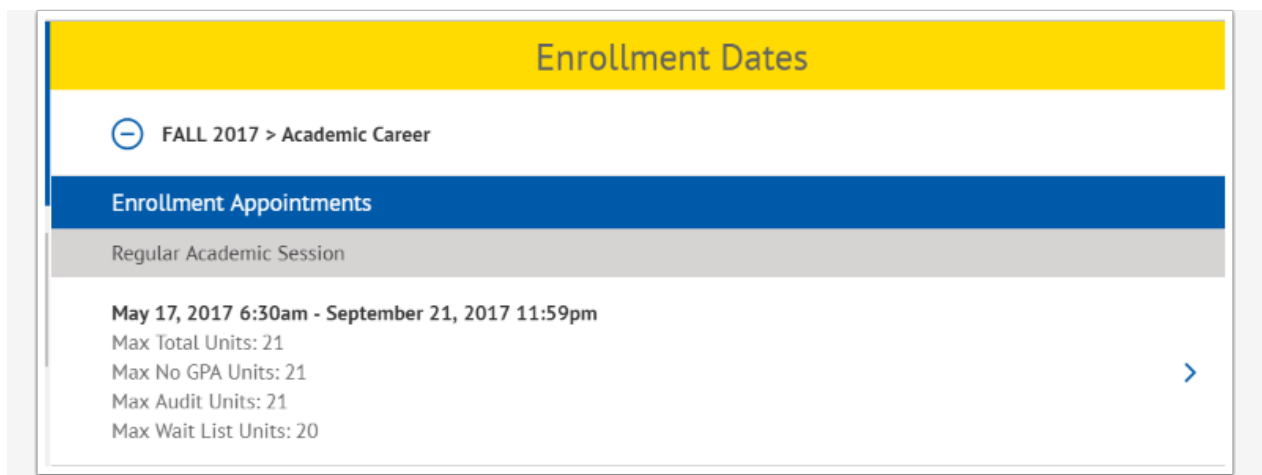 Enrollment Dates
FALL 2017 > Academic Career
Enrollment Appointments
Regular Academic Session
May 17, 2017 6:30am - September 21, 2017 11:59pm
Max Total Units: 21
Max No GPA Units: 21
Max Audit Units: 21
Max Wait List Units: 20